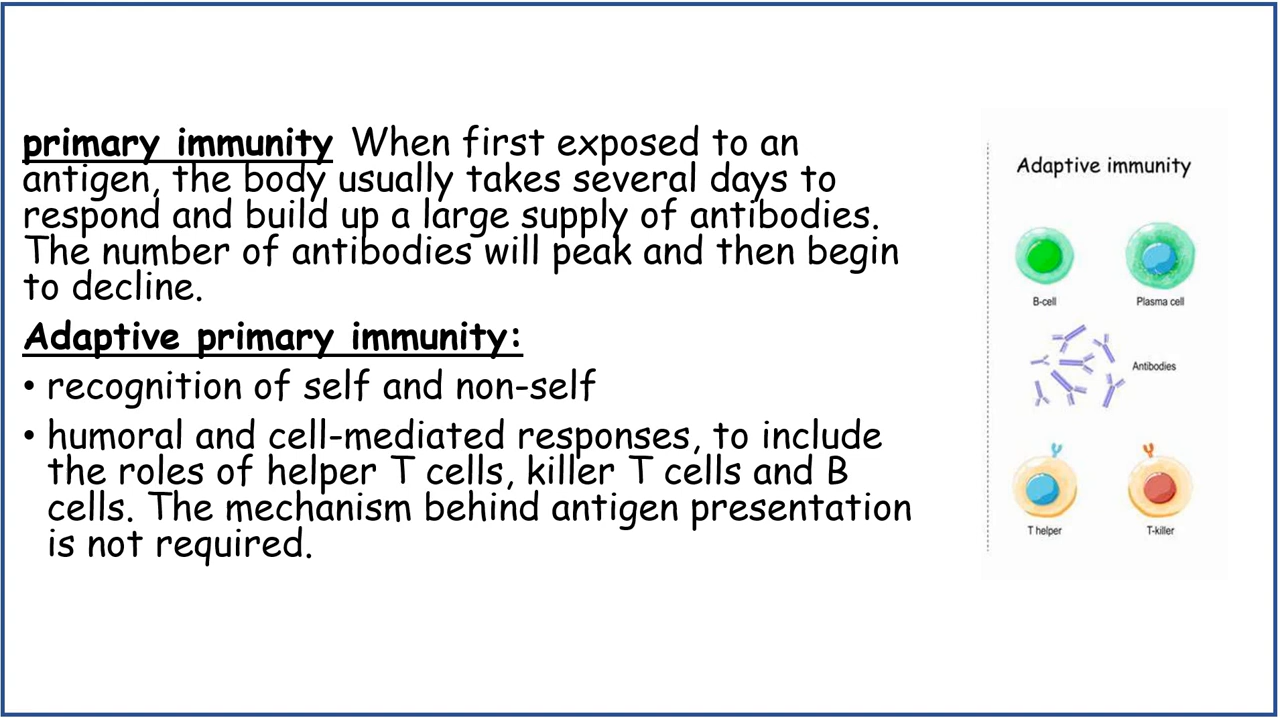 primary immunity When first exposed to an
antigen, the body usually takes several days to
respond and build up a large supply of antibodies.
The number of antibodies will peak and then begin
to decline.
Adaptive primary immunity:
• recognition of self and non-self
• humoral and cell-mediated responses, to include
the roles of helper T cells, killer T cells and B
cells. The mechanism behind antigen presentation
is not required.
Adaptive immunity
B-cell
Plasma cell
Antibodies
T helper
T-killer